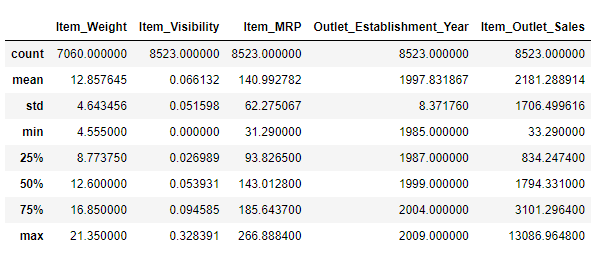 Item_Weight Item_Visibility Item_MRP Outlet_Establishment_Year Item_Outlet_Sales
count 7060.000000 8523.000000 8523.000000 8523.000000 8523.000000
mean 12.857645 0.066132 140.992782 1997.831867 2181.288914
std 4.643456 0.051598 62.275067 8.371760 1706.499616
min 4.555000 0.000000 31.290000 1985.000000 33.290000
25% 8.773750 0.026989 93.826500 1987.000000 834.247400
50% 12.600000 0.053931 143.012800 1999.000000 1794.331000
75% 16.850000 0.094585 185.643700 2004.000000 3101.296400
max 21.350000 0.328391 266.888400 2009.000000 13086.964800